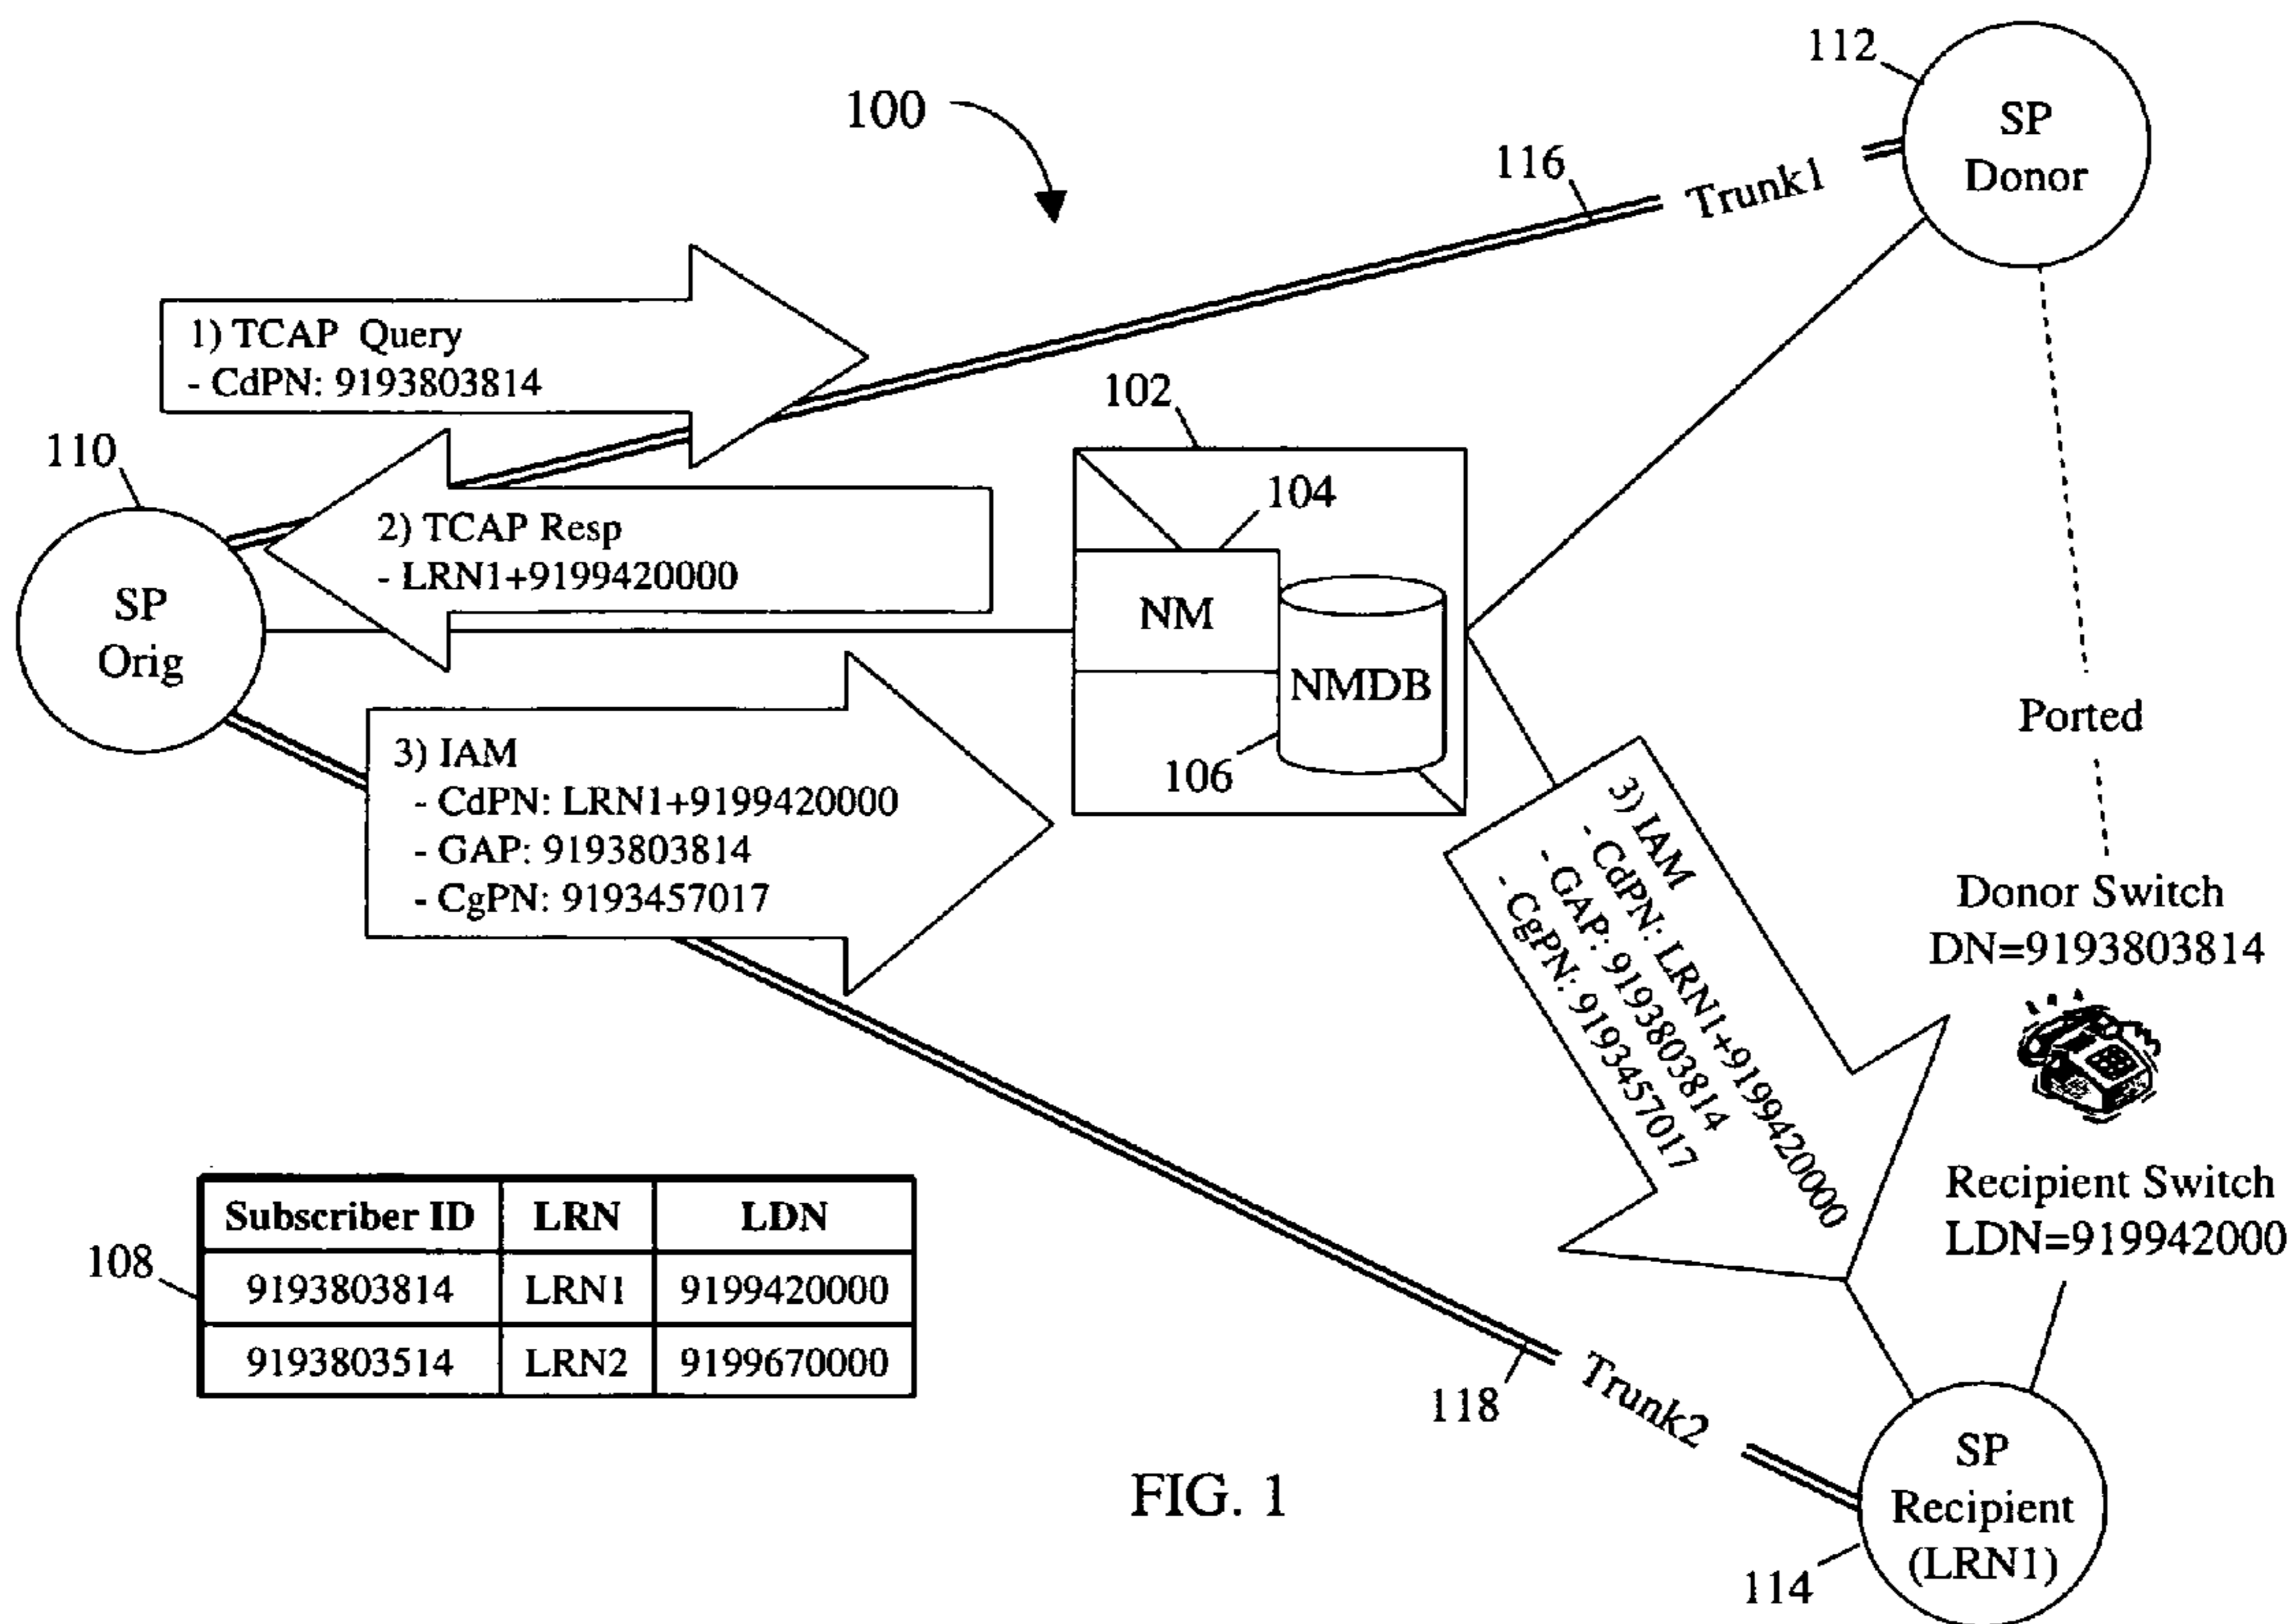 100
112
SP
Donor
116
Trunk1
1) TCAP Query
- CdPN: 9193803814
110
SP
Orig
2) TCAP Resp
- LRN1+9199420000
102
104
NM
NMDB
106
3) IAM
- CdPN: LRN1+9199420000
- GAP: 9193803814
- CgPN: 9193457017
3) IAM
- CdPN: LRN1+9199420000
- GAP: 9193803814
- CgPN: 9193457017
Ported
Donor Switch
DN=9193803814
Recipient Switch
LDN=919942000
108
Subscriber ID LRN LDN
9193803814 LRN1 9199420000
9193803514 LRN2 9199670000
118
Trunk2
SP
Recipient
(LRN1)
114
FIG. 1